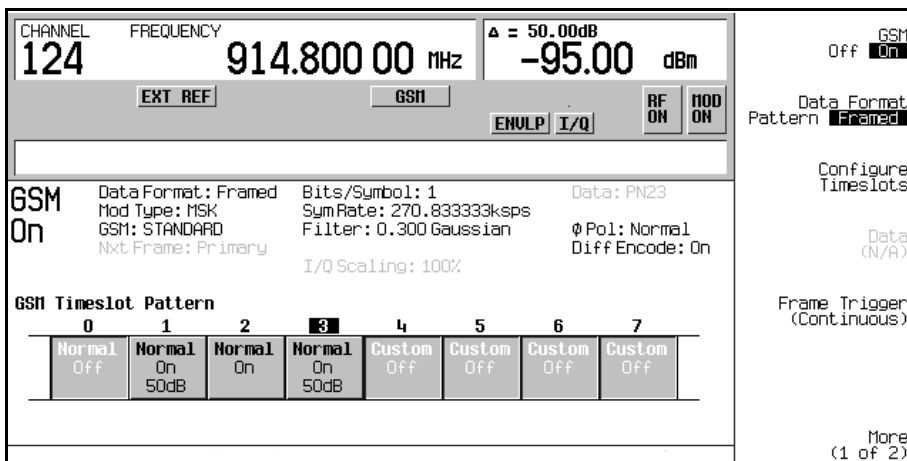 CHANNEL FREQUENCY Δ = 50.00dB
124 914.800 00 MHz -95.00 dBm
EXT REF GSM RF ON MOD ON
ENVLP I/Q
GSM
Off On
Data Format
Pattern Framed
Configure
Timeslots
Data
(N/A)
Frame Trigger
(Continuous)
More
(1 of 2)
GSM
On
Data Format: Framed Bits/Symbol: 1 Data: PN23
Mod Type: MSK Sym Rate: 270.833333ksps
GSM: STANDARD Filter: 0.300 Gaussian Φ Pol: Normal
Nxt Frame: Primary Diff Encode: On
I/Q Scaling: 100%
GSM Timeslot Pattern
0 1 2 3 4 5 6 7
Normal Normal Normal Normal Custom Custom Custom Custom
Off On On On Off Off Off Off
50dB 50dB